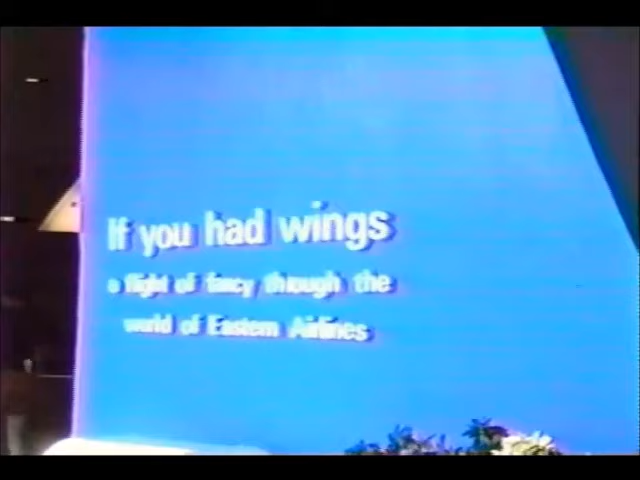 If you had wings
a flight of fancy through the
world of Eastern Airlines